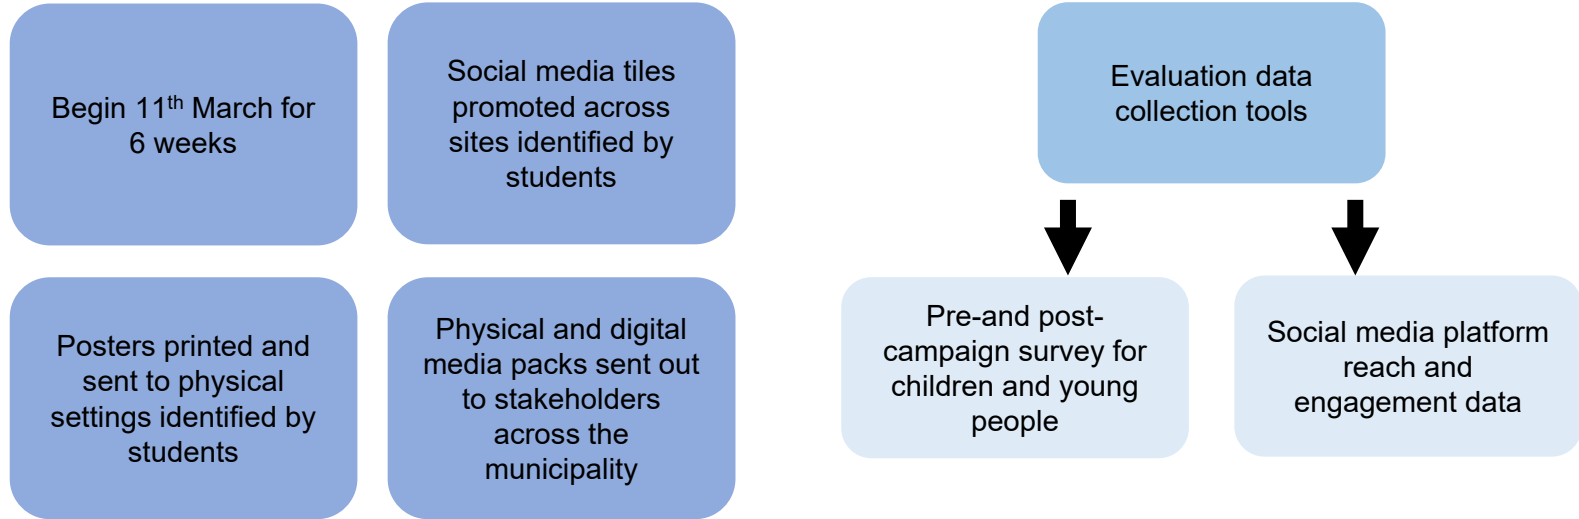 Begin 11th March for
6 weeks
Social media tiles
promoted across
sites identified by
students
Posters printed and
sent to physical
settings identified by
students
Physical and digital
media packs sent out
to stakeholders
across the
municipality
Evaluation data
collection tools
Pre-and post-
campaign survey for
children and young
people
Social media platform
reach and
engagement data